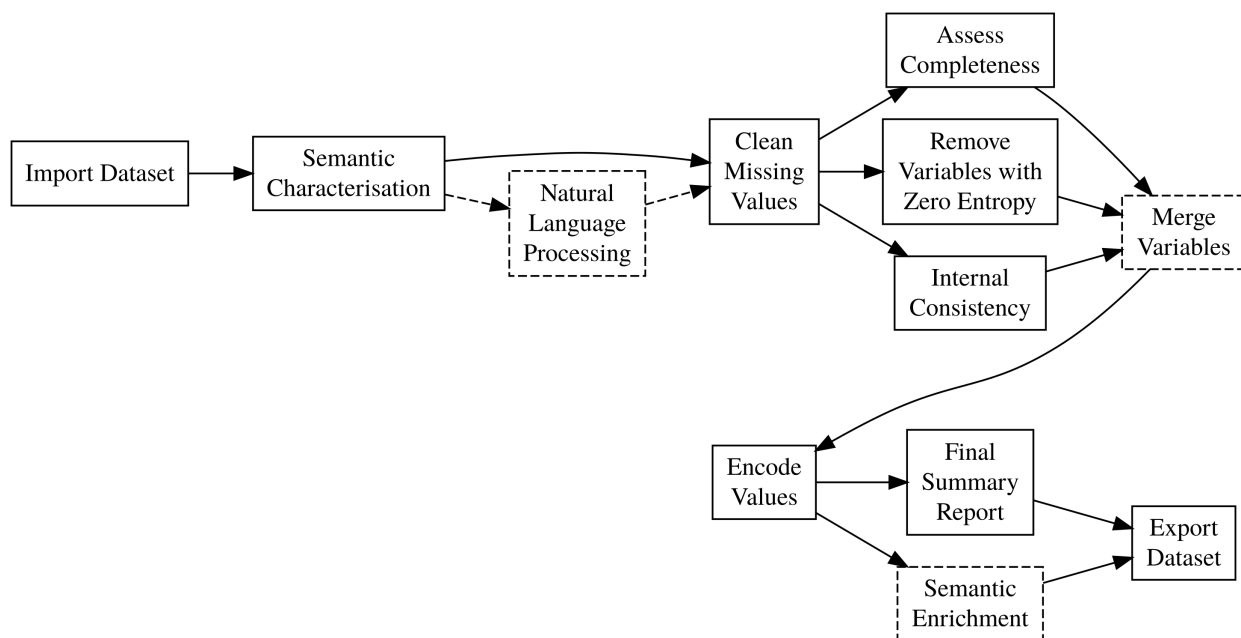 Import Dataset
Semantic
Characterisation
Natural
Language
Processing
Clean
Missing
Values
Assess
Completeness
Remove
Variables with
Zero Entropy
Internal
Consistency
Merge
Variables
Encode
Values
Final
Summary
Report
Semantic
Enrichment
Export
Dataset